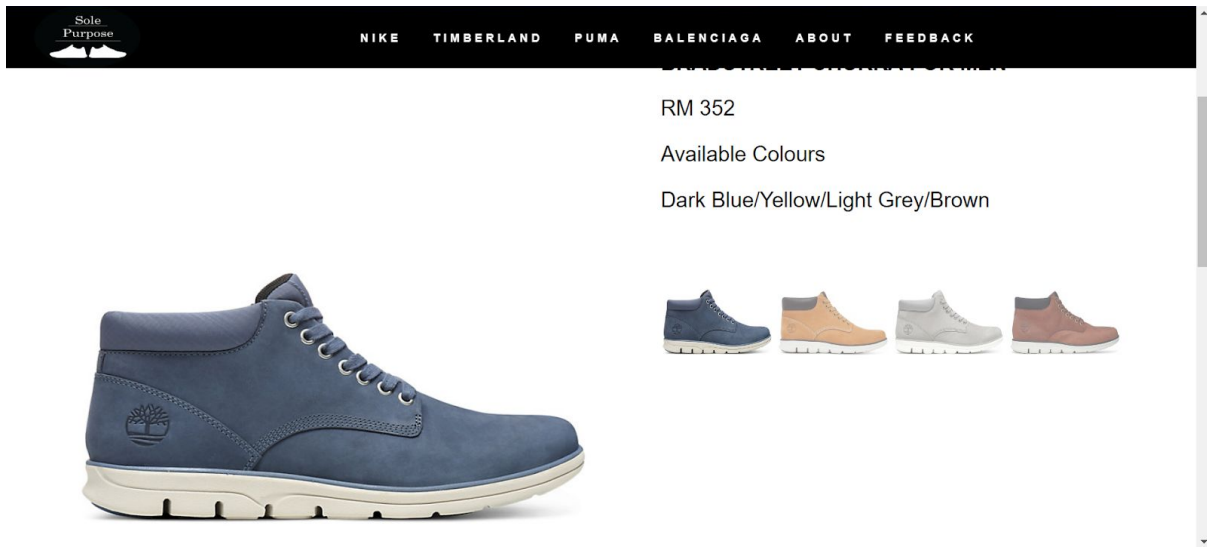 Sole
Purpose
NIKE TIMBERLAND PUMA BALENCIAGA ABOUT FEEDBACK
RM 352
Available Colours
Dark Blue/Yellow/Light Grey/Brown